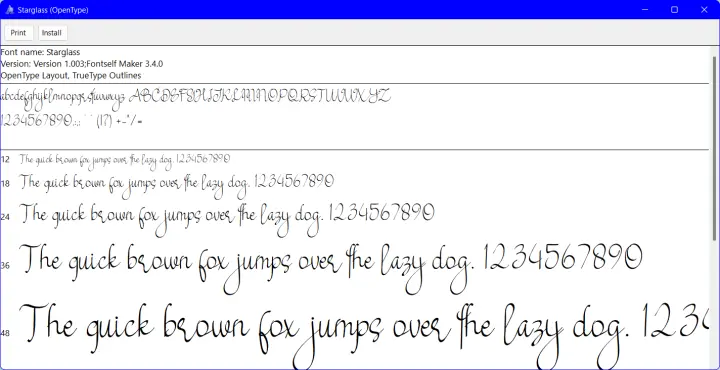 Starglass (OpenType)
Print Install
Font name: Starglass
Version: Version 1.003;Fontself Maker 3.4.0
OpenType Layout, TrueType Outlines
abcdefghijklmnopqrstuvwxyz ABCDEFGHIJKLMNOPQRSTUVWXYZ
1234567890.:,; ' " (!?) +-*/=
12 The quick brown fox jumps over the lazy dog. 1234567890
18 The quick brown fox jumps over the lazy dog. 1234567890
24 The quick brown fox jumps over the lazy dog. 1234567890
36 The quick brown fox jumps over the lazy dog. 1234567890
48 The quick brown fox jumps over the lazy dog. 1234